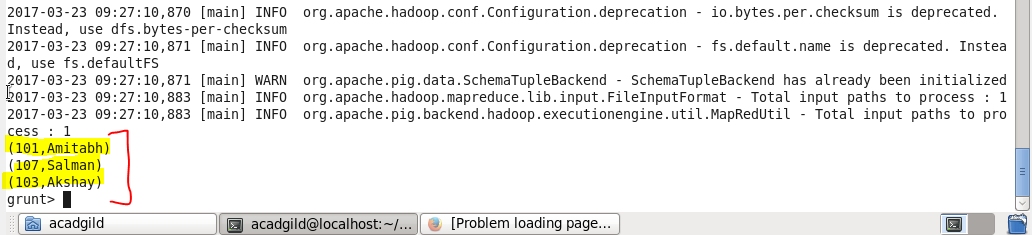 2017-03-23 09:27:10,870 [main] INFO  org.apache.hadoop.conf.Configuration.deprecation - io.bytes.per.checksum is deprecated.
Instead, use dfs.bytes-per-checksum
2017-03-23 09:27:10,871 [main] INFO  org.apache.hadoop.conf.Configuration.deprecation - fs.default.name is deprecated. Instea
d, use fs.defaultFS
2017-03-23 09:27:10,871 [main] WARN  org.apache.pig.data.SchemaTupleBackend - SchemaTupleBackend has already been initialized
2017-03-23 09:27:10,883 [main] INFO  org.apache.hadoop.mapreduce.lib.input.FileInputFormat - Total input paths to process : 1
2017-03-23 09:27:10,883 [main] INFO  org.apache.pig.backend.hadoop.executionengine.util.MapRedUtil - Total input paths to pro
cess : 1
(101,Amitabh)
(107,Salman)
(103,Akshay)
grunt>
acadgild
acadgild@localhost:~/...
[Problem loading page...